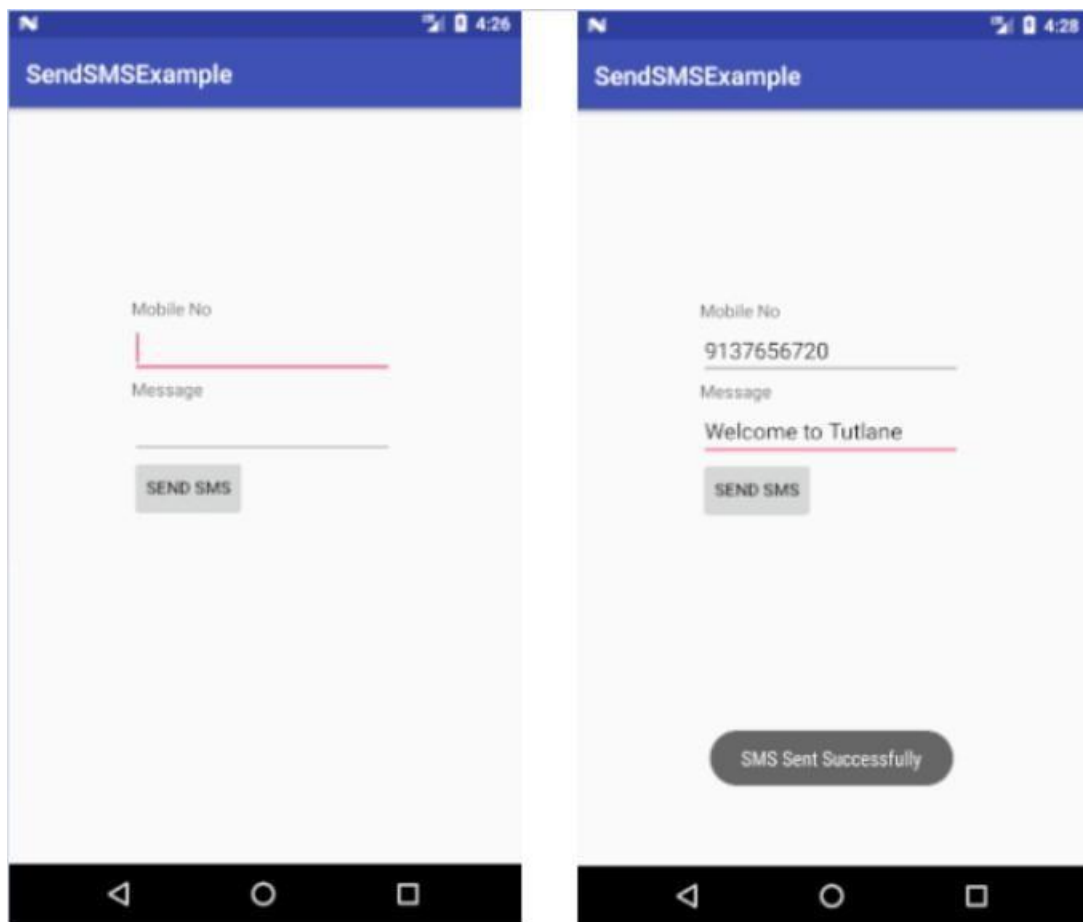 4:26
SendSMSExample
Mobile No
Message
SEND SMS
4:28
SendSMSExample
Mobile No
9137656720
Message
Welcome to Tutlane
SEND SMS
SMS Sent Successfully